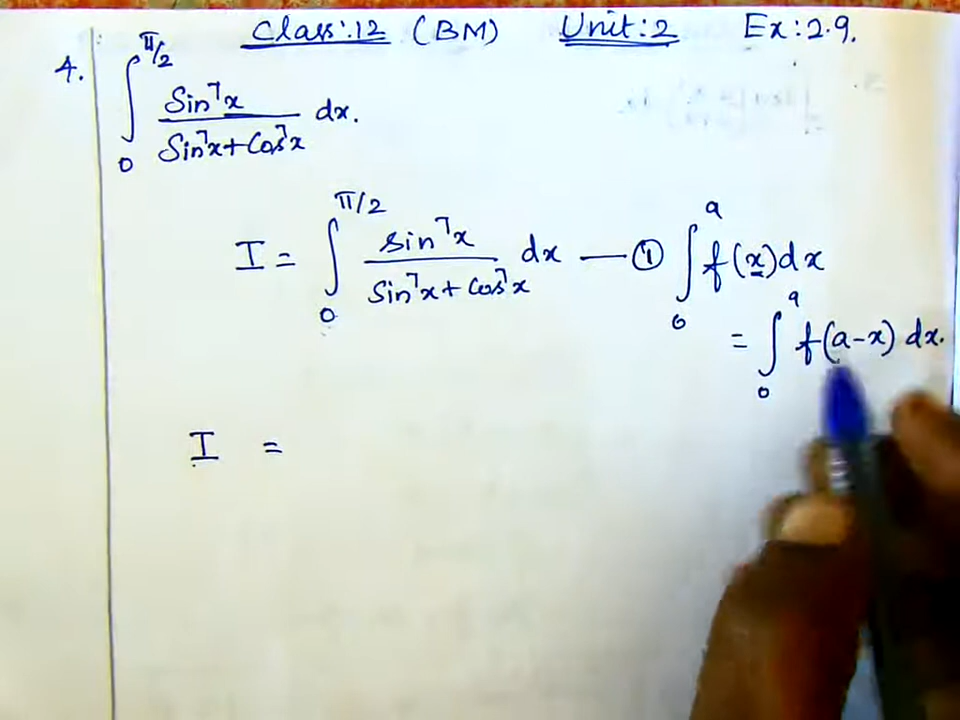 Class:12 (BM) Unit:2 Ex:2.9.
4. ∫₀^π/2 Sin⁷x / Sin⁷x+Cos⁷x dx.
I = ∫₀^π/2 sin⁷x / Sin⁷x+Cos⁷x dx — ① ∫₀^a f(x)dx
= ∫₀^a f(a-x) dx.
I =